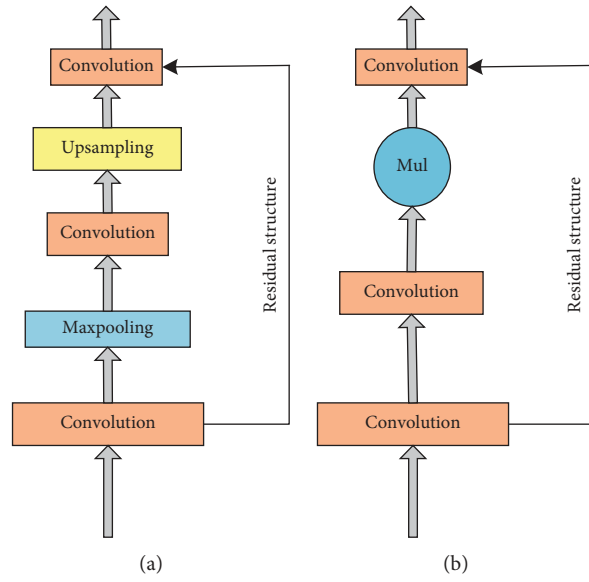 Convolution
Upsampling
Convolution
Maxpooling
Convolution
Residual structure
(a)
Convolution
Mul
Convolution
Convolution
Residual structure
(b)